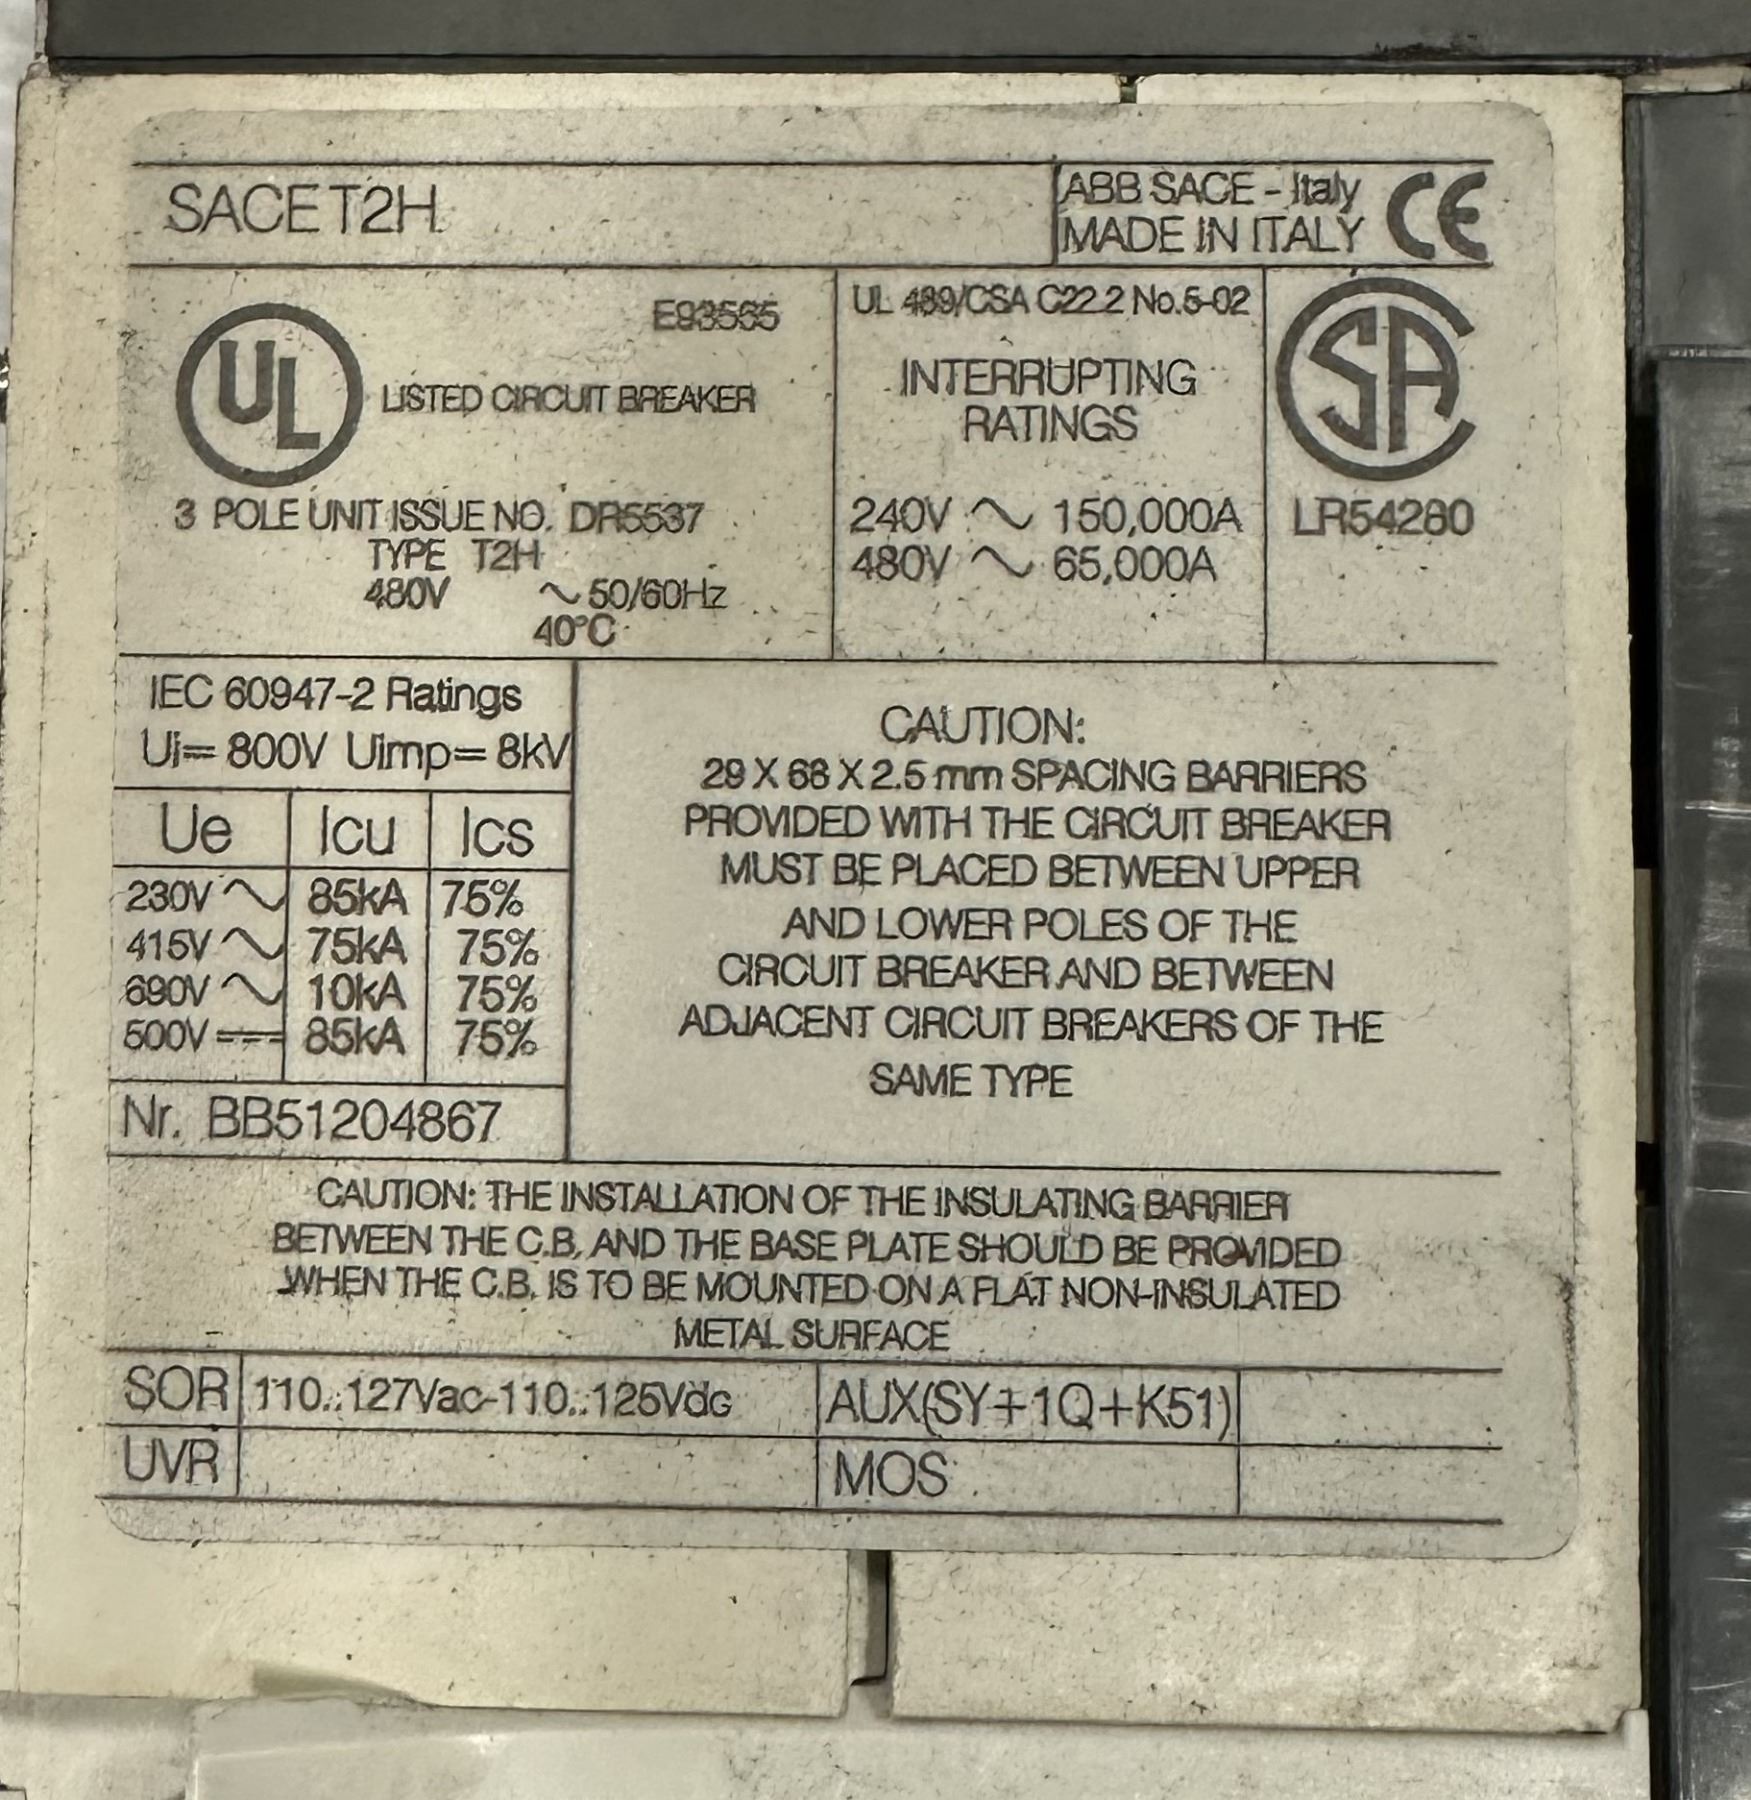 SACE T2H
ABB SACE - Italy
MADE IN ITALY
CE
UL
E93565
LISTED CIRCUIT BREAKER
3 POLE UNIT ISSUE NO. DR5537
TYPE T2H
480V ~ 50/60Hz
40°C
UL 489/CSA C22.2 No.5-02
INTERRUPTING
RATINGS
240V ~ 150,000A
480V ~ 65,000A
SA
LR54280
IEC 60947-2 Ratings
Ui= 800V Uimp= 8kV
Ue Icu Ics
230V ~ 85kA 75%
415V ~ 75kA 75%
690V ~ 10kA 75%
500V ⎓ 85kA 75%
Nr. BB51204867
CAUTION:
29 X 68 X 2.5 mm SPACING BARRIERS
PROVIDED WITH THE CIRCUIT BREAKER
MUST BE PLACED BETWEEN UPPER
AND LOWER POLES OF THE
CIRCUIT BREAKER AND BETWEEN
ADJACENT CIRCUIT BREAKERS OF THE
SAME TYPE
CAUTION: THE INSTALLATION OF THE INSULATING BARRIER
BETWEEN THE C.B. AND THE BASE PLATE SHOULD BE PROVIDED
WHEN THE C.B. IS TO BE MOUNTED ON A FLAT NON-INSULATED
METAL SURFACE
SOR 110..127Vac-110..125Vdc AUX(SY+1Q+K51)
UVR MOS